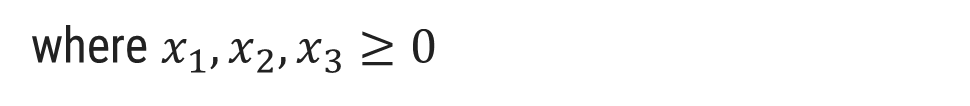 where x₁, x₂, x₃ ≥ 0